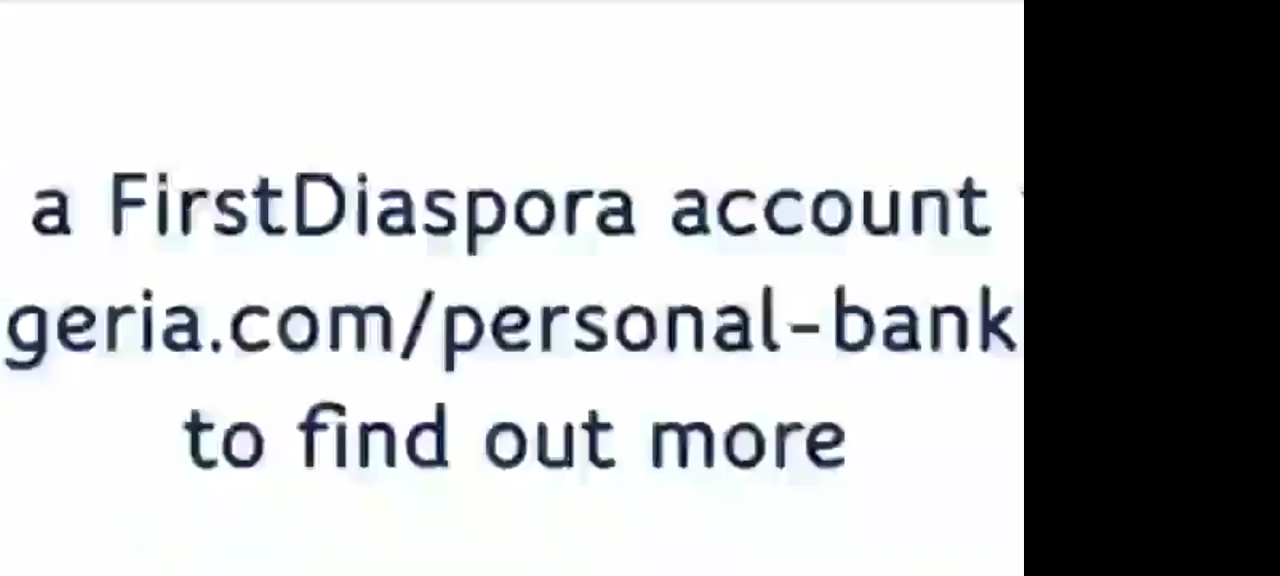 a FirstDiaspora account
geria.com/personal-bank
to find out more